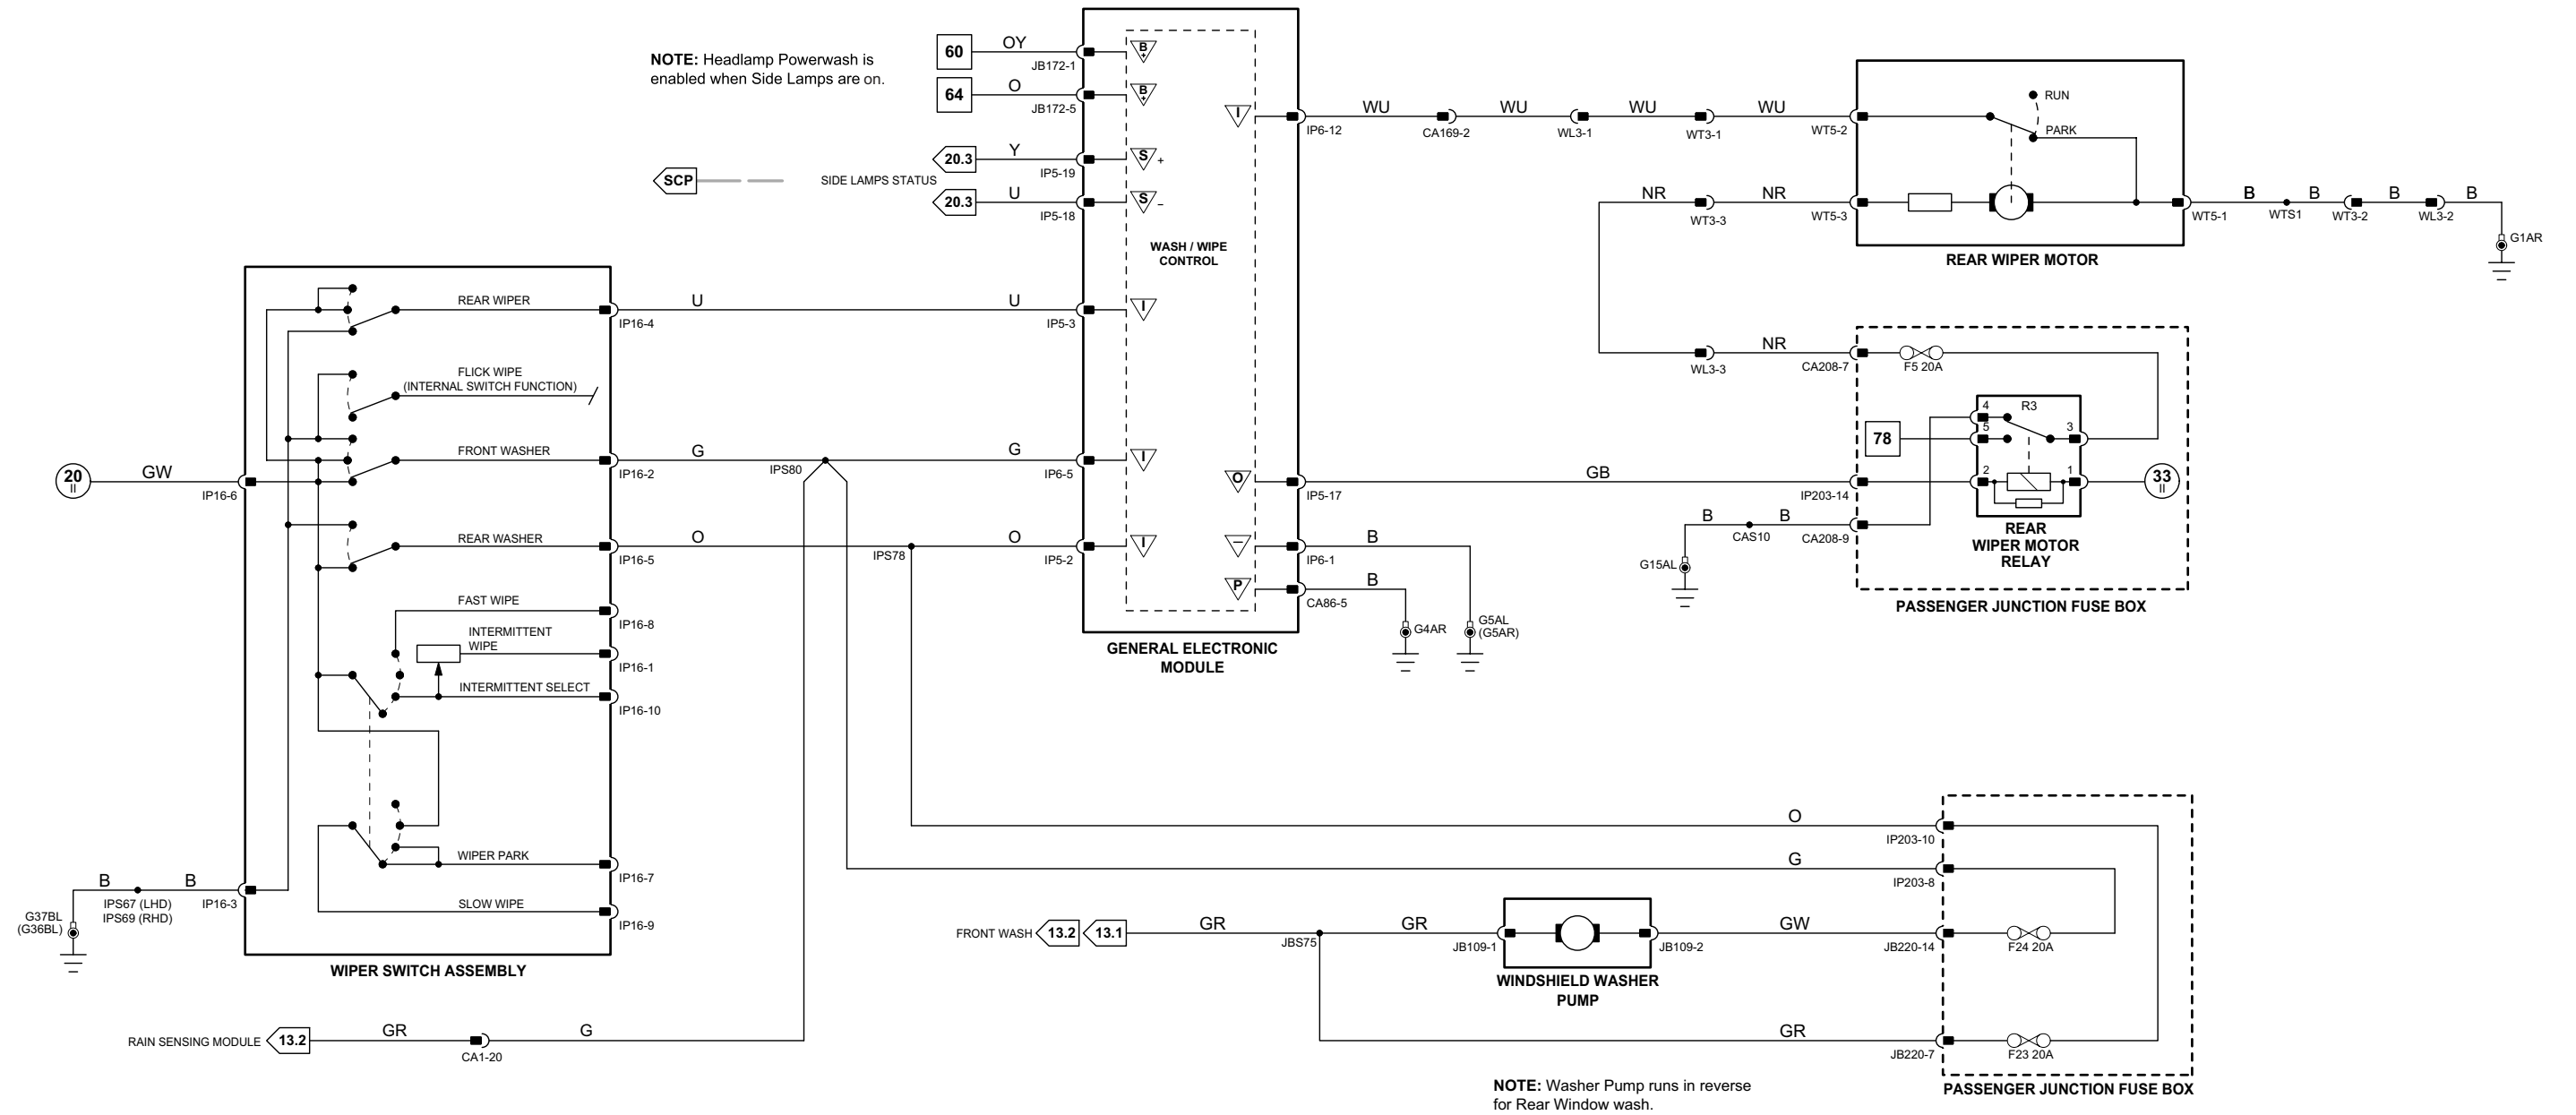 NOTE: Headlamp Powerwash is
enabled when Side Lamps are on.
60
OY
JB172-1
B
+
64
O
JB172-5
B
+
20.3
Y
IP5-19
S
+
SCP
SIDE LAMPS STATUS
20.3
U
IP5-18
S
–
WASH / WIPE
CONTROL
I
IP6-12
WU
CA169-2
WU
WL3-1
WU
WT3-1
WU
WT5-2
RUN
PARK
NR
WT3-3
NR
WT5-3
WT5-1
B
WTS1
B
WT3-2
B
WL3-2
B
G1AR
REAR WIPER MOTOR
REAR WIPER
IP16-4
U
U
IP5-3
I
FLICK WIPE
(INTERNAL SWITCH FUNCTION)
WL3-3
NR
CA208-7
F5 20A
4
R3
5
3
78
2
1
33
II
FRONT WASHER
IP16-2
G
IPS80
G
IP6-5
I
20
II
GW
IP16-6
O
IP5-17
GB
IP203-14
B
CAS10
B
CA208-9
G15AL
REAR
WIPER MOTOR
RELAY
PASSENGER JUNCTION FUSE BOX
REAR WASHER
IP16-5
O
IPS78
O
IP5-2
I
–
IP6-1
B
P
CA86-5
B
G4AR
G5AL
(G5AR)
GENERAL ELECTRONIC
MODULE
FAST WIPE
IP16-8
INTERMITTENT
WIPE
IP16-1
INTERMITTENT SELECT
IP16-10
WIPER PARK
IP16-7
SLOW WIPE
IP16-9
B
IPS67 (LHD)
IPS69 (RHD)
B
IP16-3
G37BL
(G36BL)
WIPER SWITCH ASSEMBLY
O
IP203-10
G
IP203-8
FRONT WASH
13.2
13.1
GR
JBS75
GR
JB109-1
JB109-2
GW
JB220-14
F24 20A
WINDSHIELD WASHER
PUMP
RAIN SENSING MODULE
13.2
GR
CA1-20
G
GR
JB220-7
F23 20A
PASSENGER JUNCTION FUSE BOX
NOTE: Washer Pump runs in reverse
for Rear Window wash.